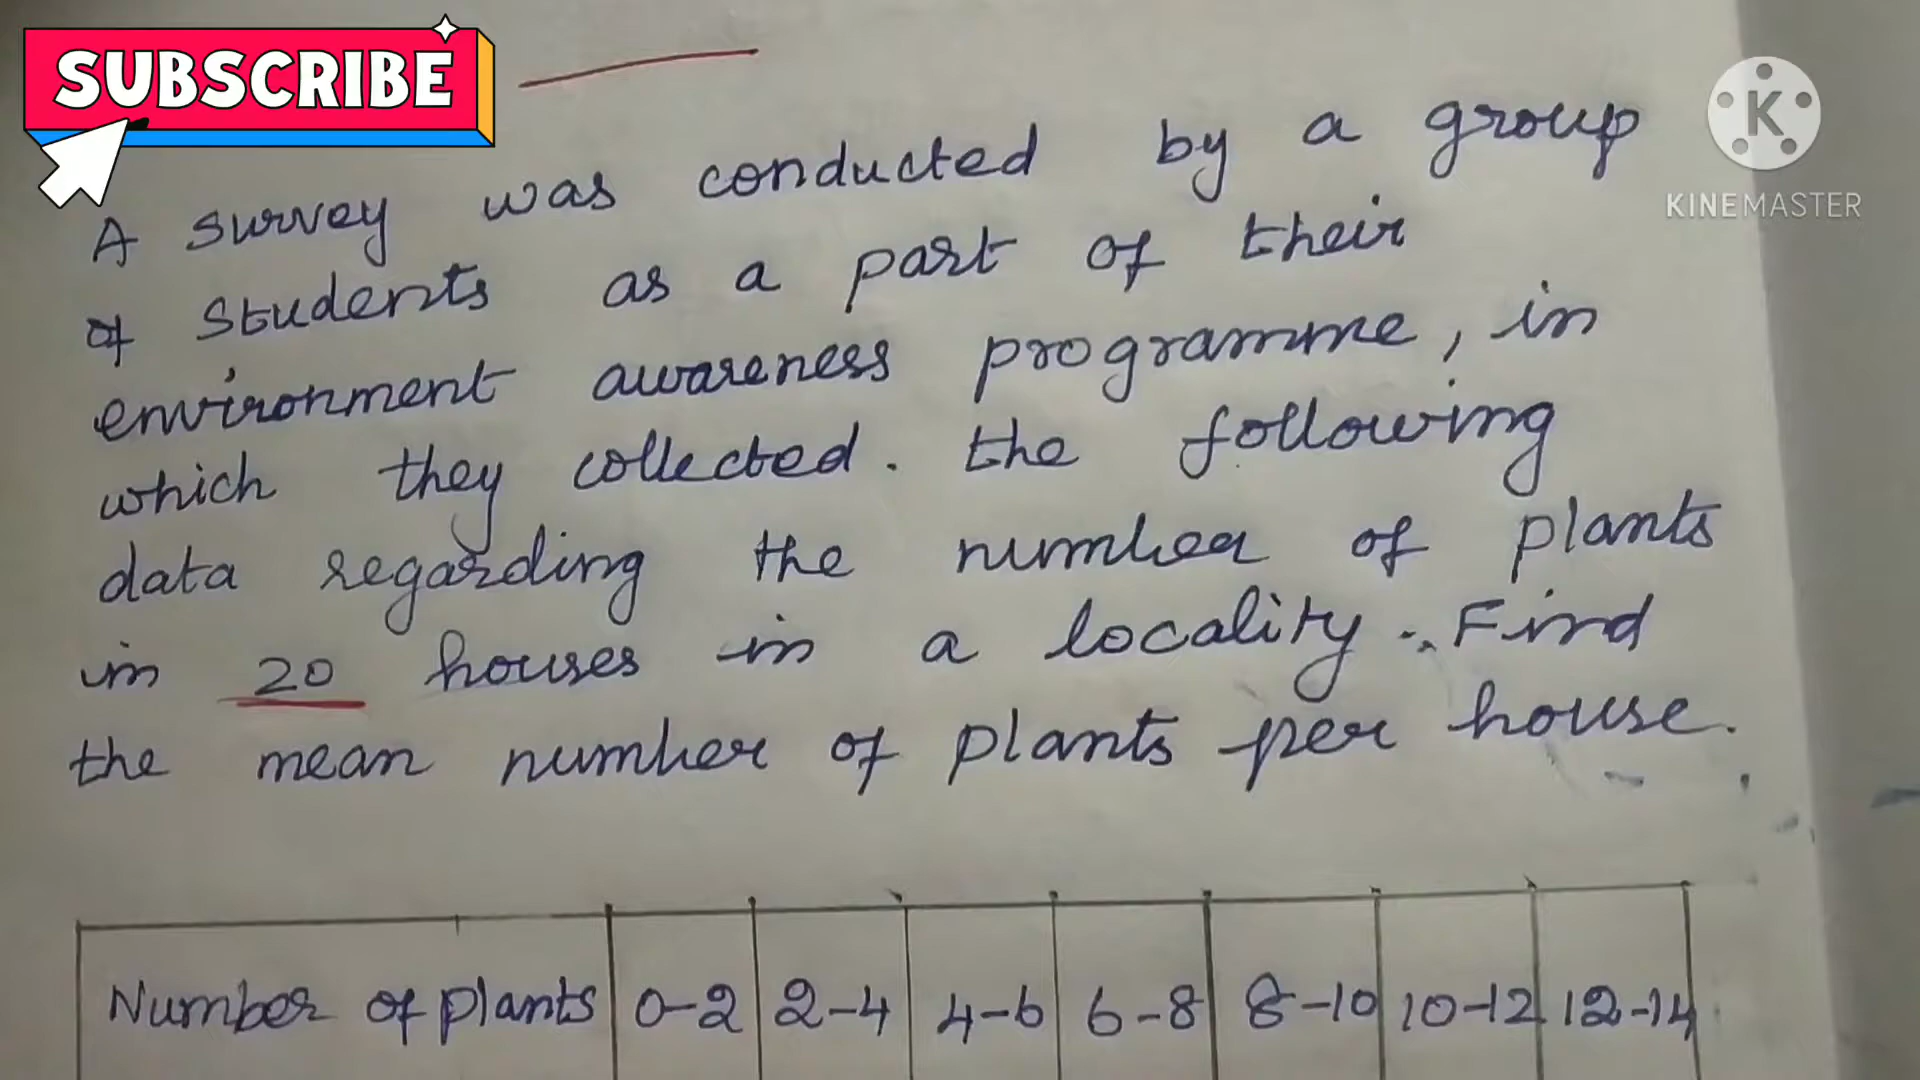 SUBSCRIBE
K
KINEMASTER
A survey was conducted by a group
of students as a part of their
environment awareness programme, in
which they collected. the following
data regarding the number of plants
in 20 houses in a locality. Find
the mean number of plants per house.
Number of plants 0-2 2-4 4-6 6-8 8-10 10-12 12-14